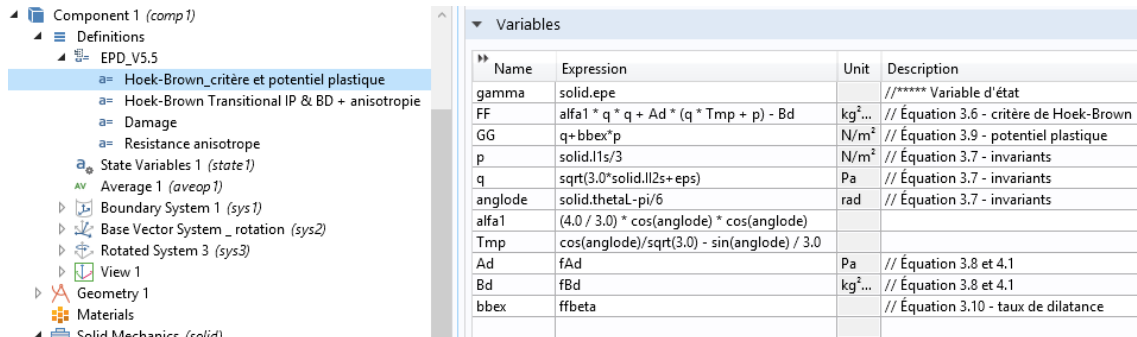 Component 1 (comp1)
Definitions
EPD_V5.5
a= Hoek-Brown_critère et potentiel plastique
a= Hoek-Brown Transitional IP & BD + anisotropie
a= Damage
a= Resistance anisotrope
State Variables 1 (state1)
AV Average 1 (aveop1)
Boundary System 1 (sys1)
Base Vector System _ rotation (sys2)
Rotated System 3 (sys3)
View 1
Geometry 1
Materials
Solid Mechanics (solid)
Variables
Name Expression Unit Description
gamma solid.epe //***** Variable d'état
FF alfa1 * q * q + Ad * (q * Tmp + p) - Bd kg²... // Équation 3.6 - critère de Hoek-Brown
GG q+bbex*p N/m² // Équation 3.9 - potentiel plastique
p solid.I1s/3 N/m² // Équation 3.7 - invariants
q sqrt(3.0*solid.II2s+eps) Pa // Équation 3.7 - invariants
anglode solid.thetaL-pi/6 rad // Équation 3.7 - invariants
alfa1 (4.0 / 3.0) * cos(anglode) * cos(anglode)
Tmp cos(anglode)/sqrt(3.0) - sin(anglode) / 3.0
Ad fAd Pa // Équation 3.8 et 4.1
Bd fBd kg²... // Équation 3.8 et 4.1
bbex ffbeta // Équation 3.10 - taux de dilatance